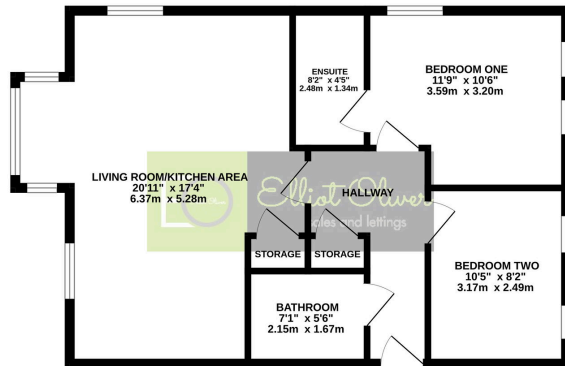 ENSUITE
8'2" x 4'5"
2.48m x 1.34m
BEDROOM ONE
11'9" x 10'6"
3.59m x 3.20m
LIVING ROOM/KITCHEN AREA
20'11" x 17'4"
6.37m x 5.28m
HALLWAY
Elliot Oliver
sales and lettings
STORAGE
STORAGE
BEDROOM TWO
10'5" x 8'2"
3.17m x 2.49m
BATHROOM
7'1" x 5'6"
2.15m x 1.67m